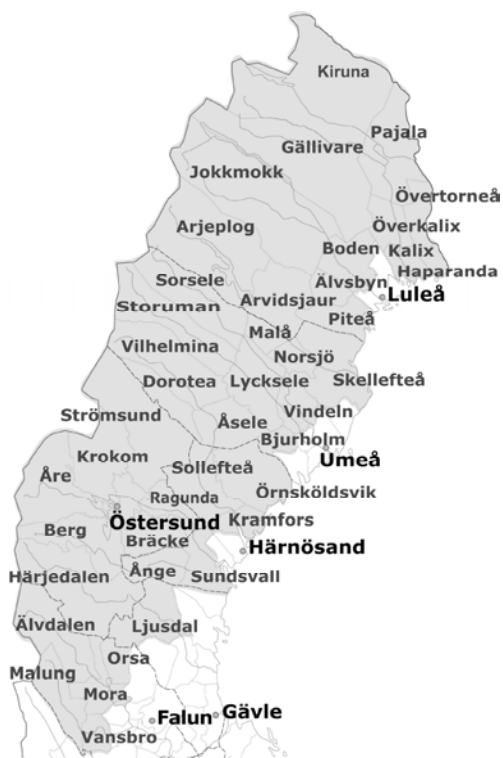 Kiruna
Pajala
Gällivare
Jokkmokk
Övertorneå
Arjeplog
Överkalix
Boden
Kalix
Haparanda
Sorsele
Älvsbyn
Luleå
Storuman
Arvidsjaur
Piteå
Malå
Vilhelmina
Norsjö
Dorotea
Lycksele
Skellefteå
Strömsund
Vindeln
Åsele
Bjurholm
Krokom
Umeå
Sollefteå
Åre
Ragunda
Örnsköldsvik
Östersund
Kramfors
Berg
Bräcke
Härnösand
Härjedalen
Ånge
Sundsvall
Älvdalen
Ljusdal
Orsa
Malung
Mora
Gävle
Falun
Vansbro